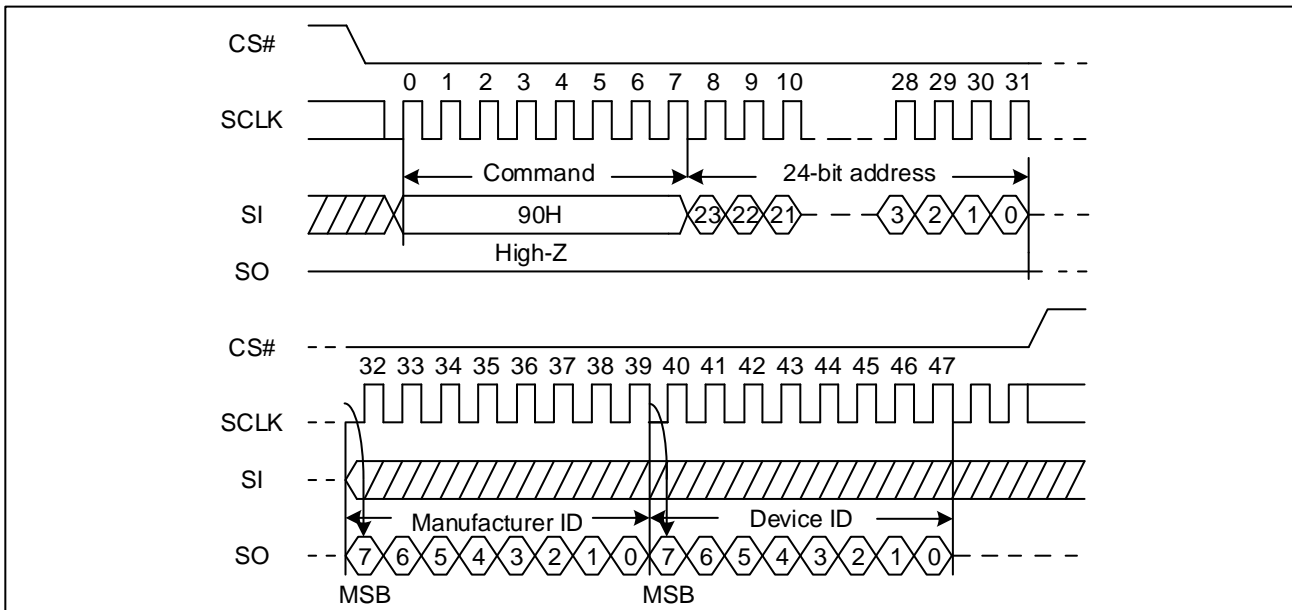 CS#
0 1 2 3 4 5 6 7 8 9 10 28 29 30 31
SCLK
Command 24-bit address
SI 90H 23 22 21 3 2 1 0
High-Z
SO
CS#
32 33 34 35 36 37 38 39 40 41 42 43 44 45 46 47
SCLK
SI
Manufacturer ID Device ID
SO 7 6 5 4 3 2 1 0 7 6 5 4 3 2 1 0
MSB MSB